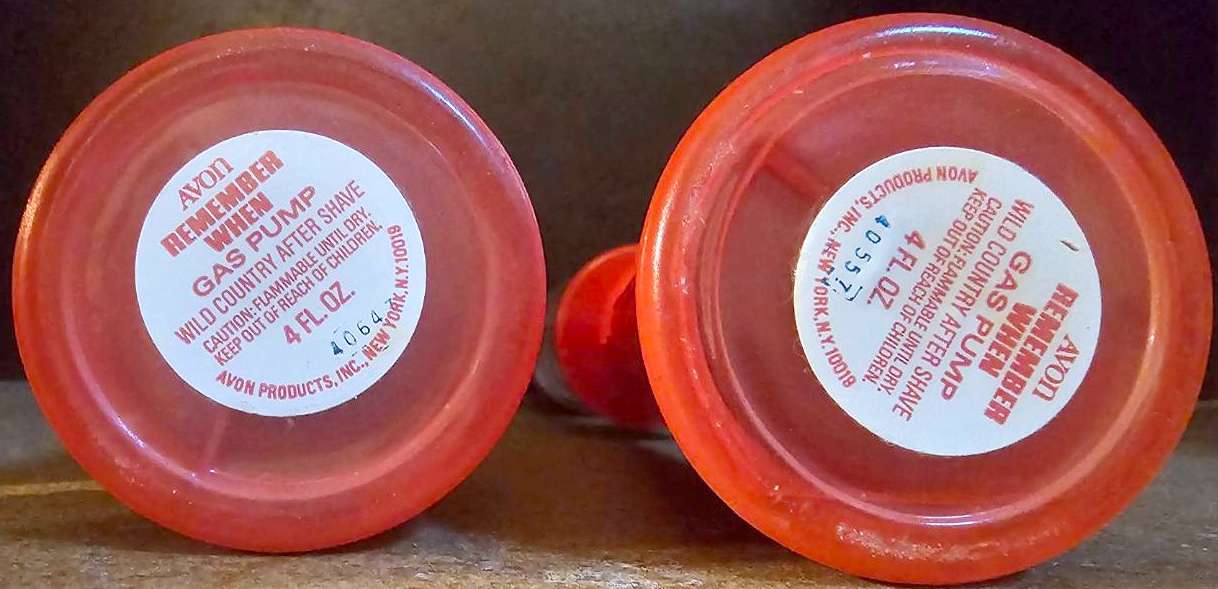 AVON
REMEMBER
WHEN
GAS PUMP
WILD COUNTRY AFTER SHAVE
CAUTION: FLAMMABLE UNTIL DRY.
KEEP OUT OF REACH OF CHILDREN.
4 FL. OZ.
AVON PRODUCTS, INC., NEW YORK, N.Y. 10019
AVON
REMEMBER
WHEN
GAS PUMP
WILD COUNTRY AFTER SHAVE
CAUTION: FLAMMABLE UNTIL DRY.
KEEP OUT OF REACH OF CHILDREN.
4 FL. OZ.
40557
AVON PRODUCTS, INC., NEW YORK, N.Y. 10019